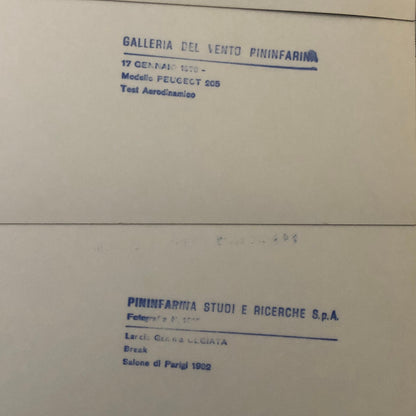 GALLERIA DEL VENTO PININFARINA
17 GENNAIO
Modello PEUGEOT 205
Test Aerodinamico
PININFARINA STUDI E RICERCHE S.p.A.
Fotografia N.
Lancia
Break
Salone di Parigi 1982